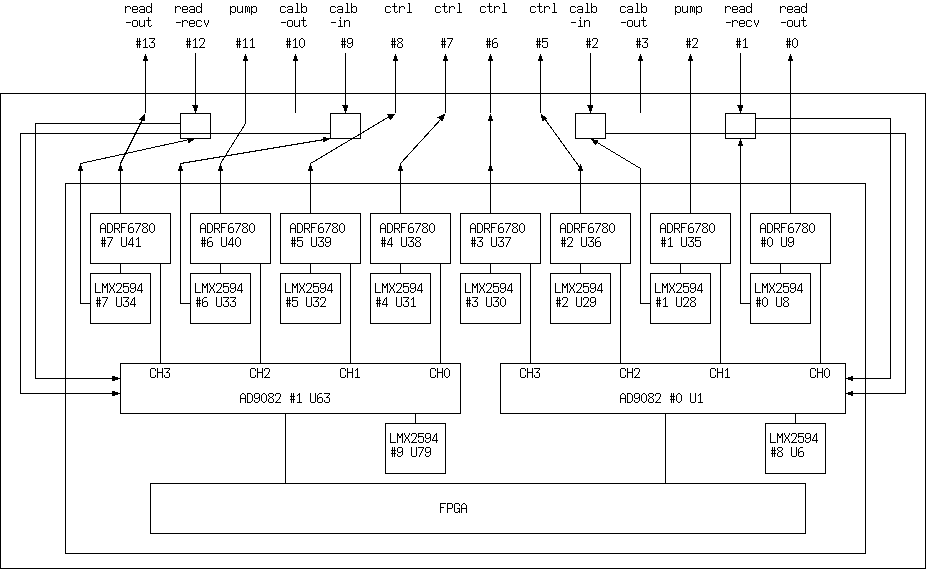 read pump calb calb ctrl ctrl ctrl ctrl calb calb pump read read
read -recv -out -in -in -out -recv -out
-out
#13 #12 #11 #10 #9 #8 #7 #6 #5 #2 #3 #2 #1 #0
ADRF6780 ADRF6780 ADRF6780 ADRF6780 ADRF6780 ADRF6780 ADRF6780 ADRF6780
#7 U41 #6 U40 #5 U39 #4 U38 #3 U37 #2 U36 #1 U35 #0 U9
LMX2594 LMX2594 LMX2594 LMX2594 LMX2594 LMX2594 LMX2594 LMX2594
#7 U34 #6 U33 #5 U32 #4 U31 #3 U30 #2 U29 #1 U28 #0 U8
CH3 CH2 CH1 CH0 CH3 CH2 CH1 CH0
AD9082 #1 U63 AD9082 #0 U1
LMX2594 LMX2594
#9 U79 #8 U6
FPGA